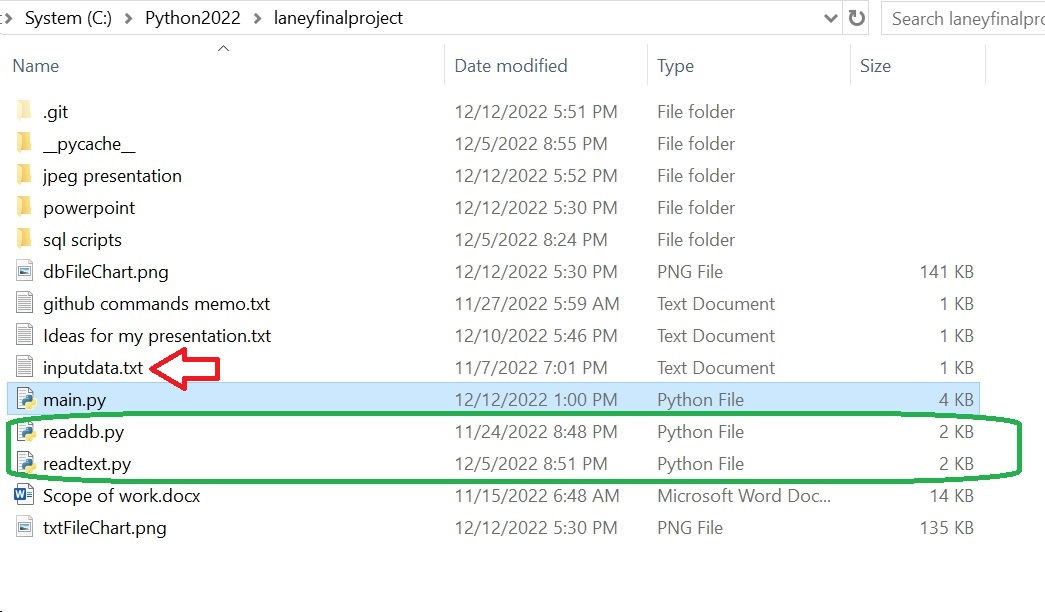 System (C:) > Python2022 > laneyfinalproject Search laneyfinalpro
Name Date modified Type Size
.git 12/12/2022 5:51 PM File folder
__pycache__ 12/5/2022 8:55 PM File folder
jpeg presentation 12/12/2022 5:52 PM File folder
powerpoint 12/12/2022 5:30 PM File folder
sql scripts 12/5/2022 8:24 PM File folder
dbFileChart.png 12/12/2022 5:30 PM PNG File 141 KB
github commands memo.txt 11/27/2022 5:59 AM Text Document 1 KB
Ideas for my presentation.txt 12/10/2022 5:46 PM Text Document 1 KB
inputdata.txt 11/7/2022 7:01 PM Text Document 1 KB
main.py 12/12/2022 1:00 PM Python File 4 KB
readdb.py 11/24/2022 8:48 PM Python File 2 KB
readtext.py 12/5/2022 8:51 PM Python File 2 KB
Scope of work.docx 11/15/2022 6:48 AM Microsoft Word Doc... 14 KB
txtFileChart.png 12/12/2022 5:30 PM PNG File 135 KB